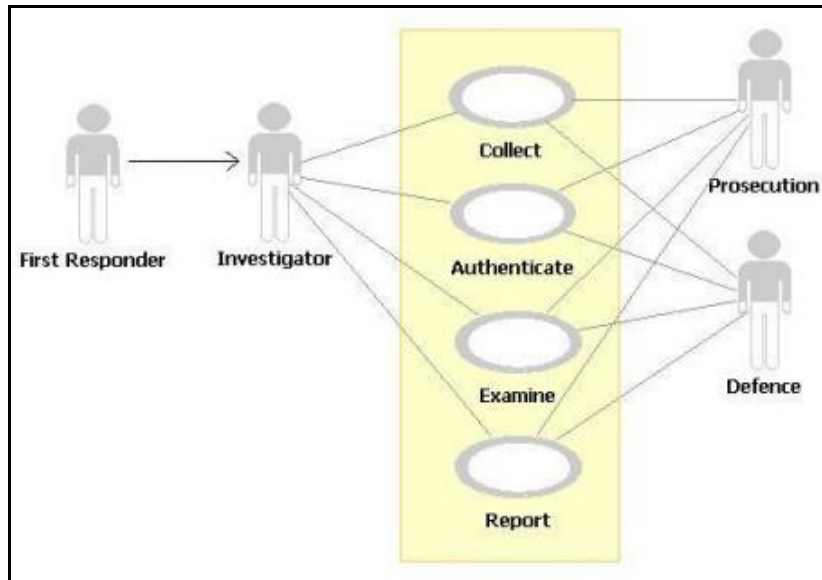 Collect
Prosecution
First Responder
Investigator
Authenticate
Examine
Defence
Report